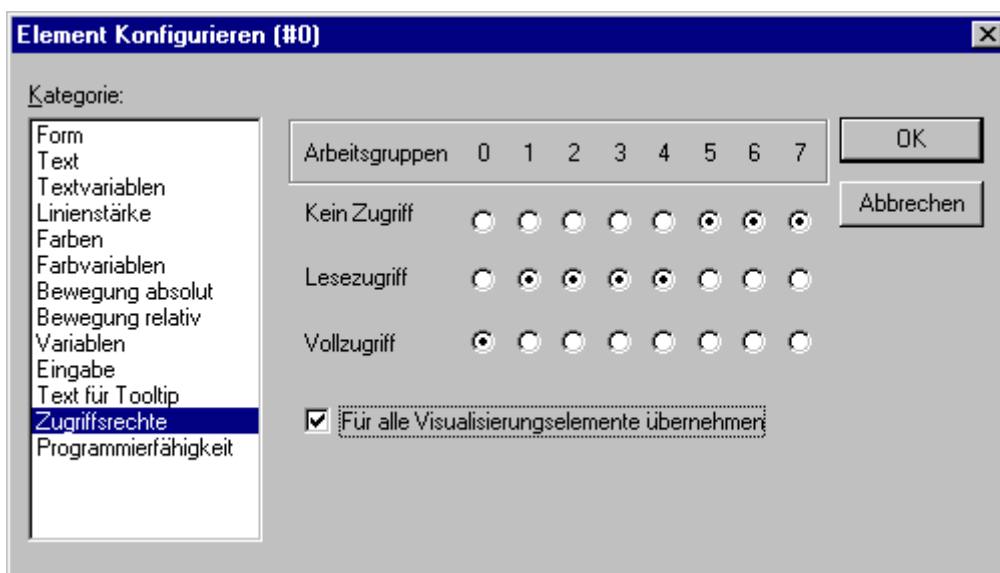 Element Konfigurieren (#0)
Kategorie:
Form
Text
Textvariablen
Linienstärke
Farben
Farbvariablen
Bewegung absolut
Bewegung relativ
Variablen
Eingabe
Text für Tooltip
Zugriffsrechte
Programmierfähigkeit
Arbeitsgruppen 0 1 2 3 4 5 6 7
Kein Zugriff
Lesezugriff
Vollzugriff
Für alle Visualisierungselemente übernehmen
OK
Abbrechen